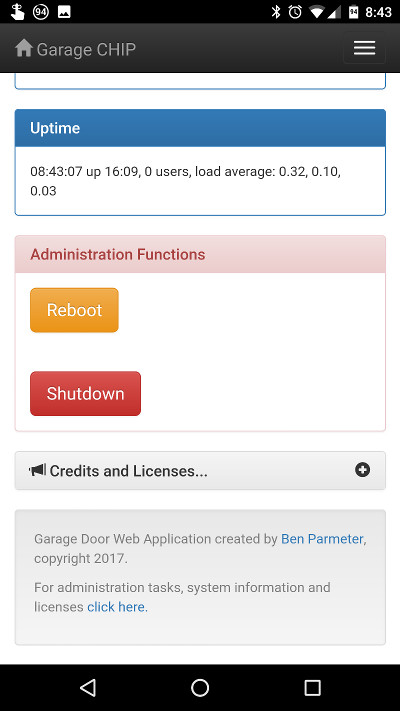 94
94
8:43
Garage CHIP
Uptime
08:43:07 up 16:09, 0 users, load average: 0.32, 0.10,
0.03
Administration Functions
Reboot
Shutdown
Credits and Licenses...
Garage Door Web Application created by Ben Parmeter,
copyright 2017.
For administration tasks, system information and
licenses click here.